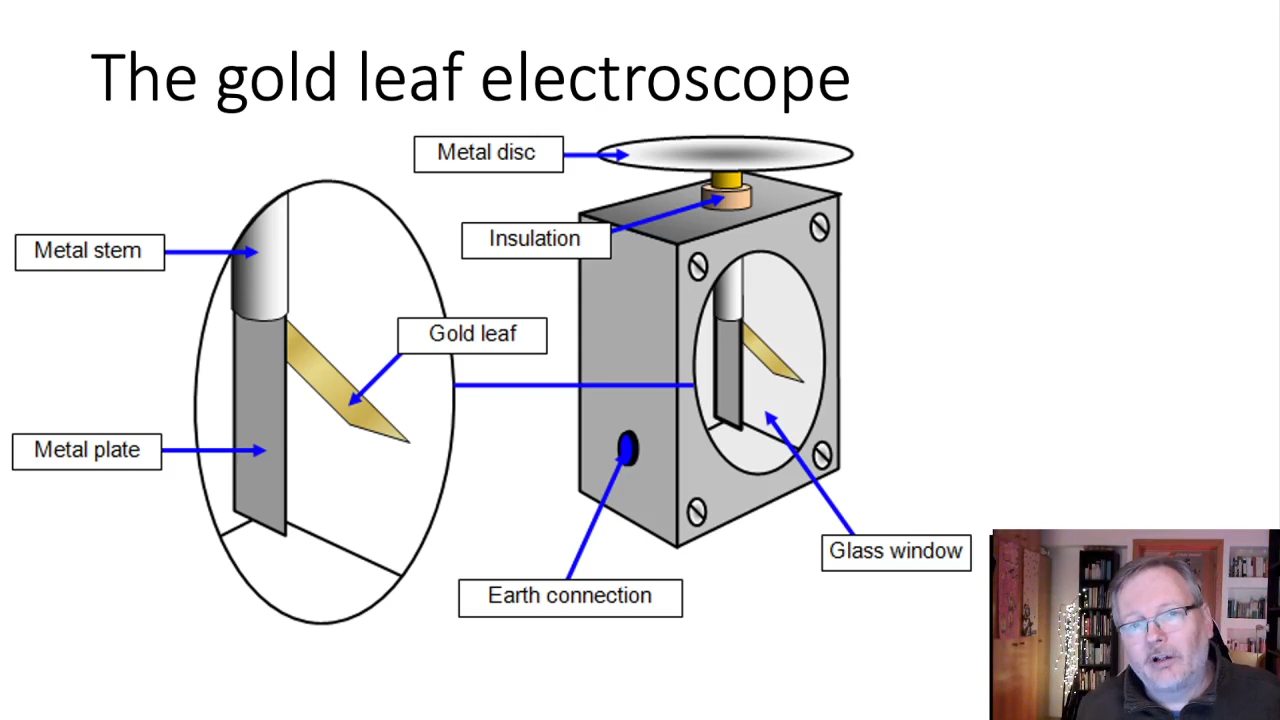 The gold leaf electroscope
Metal disc
Insulation
Metal stem
Gold leaf
Metal plate
Glass window
Earth connection